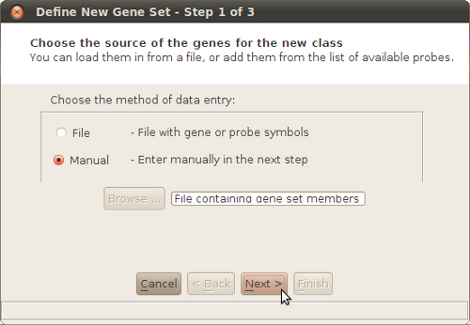 Define New Gene Set - Step 1 of 3
Choose the source of the genes for the new class
You can load them in from a file, or add them from the list of available probes.
Choose the method of data entry:
File - File with gene or probe symbols
Manual - Enter manually in the next step
Browse ... File containing gene set members
Cancel < Back Next > Finish